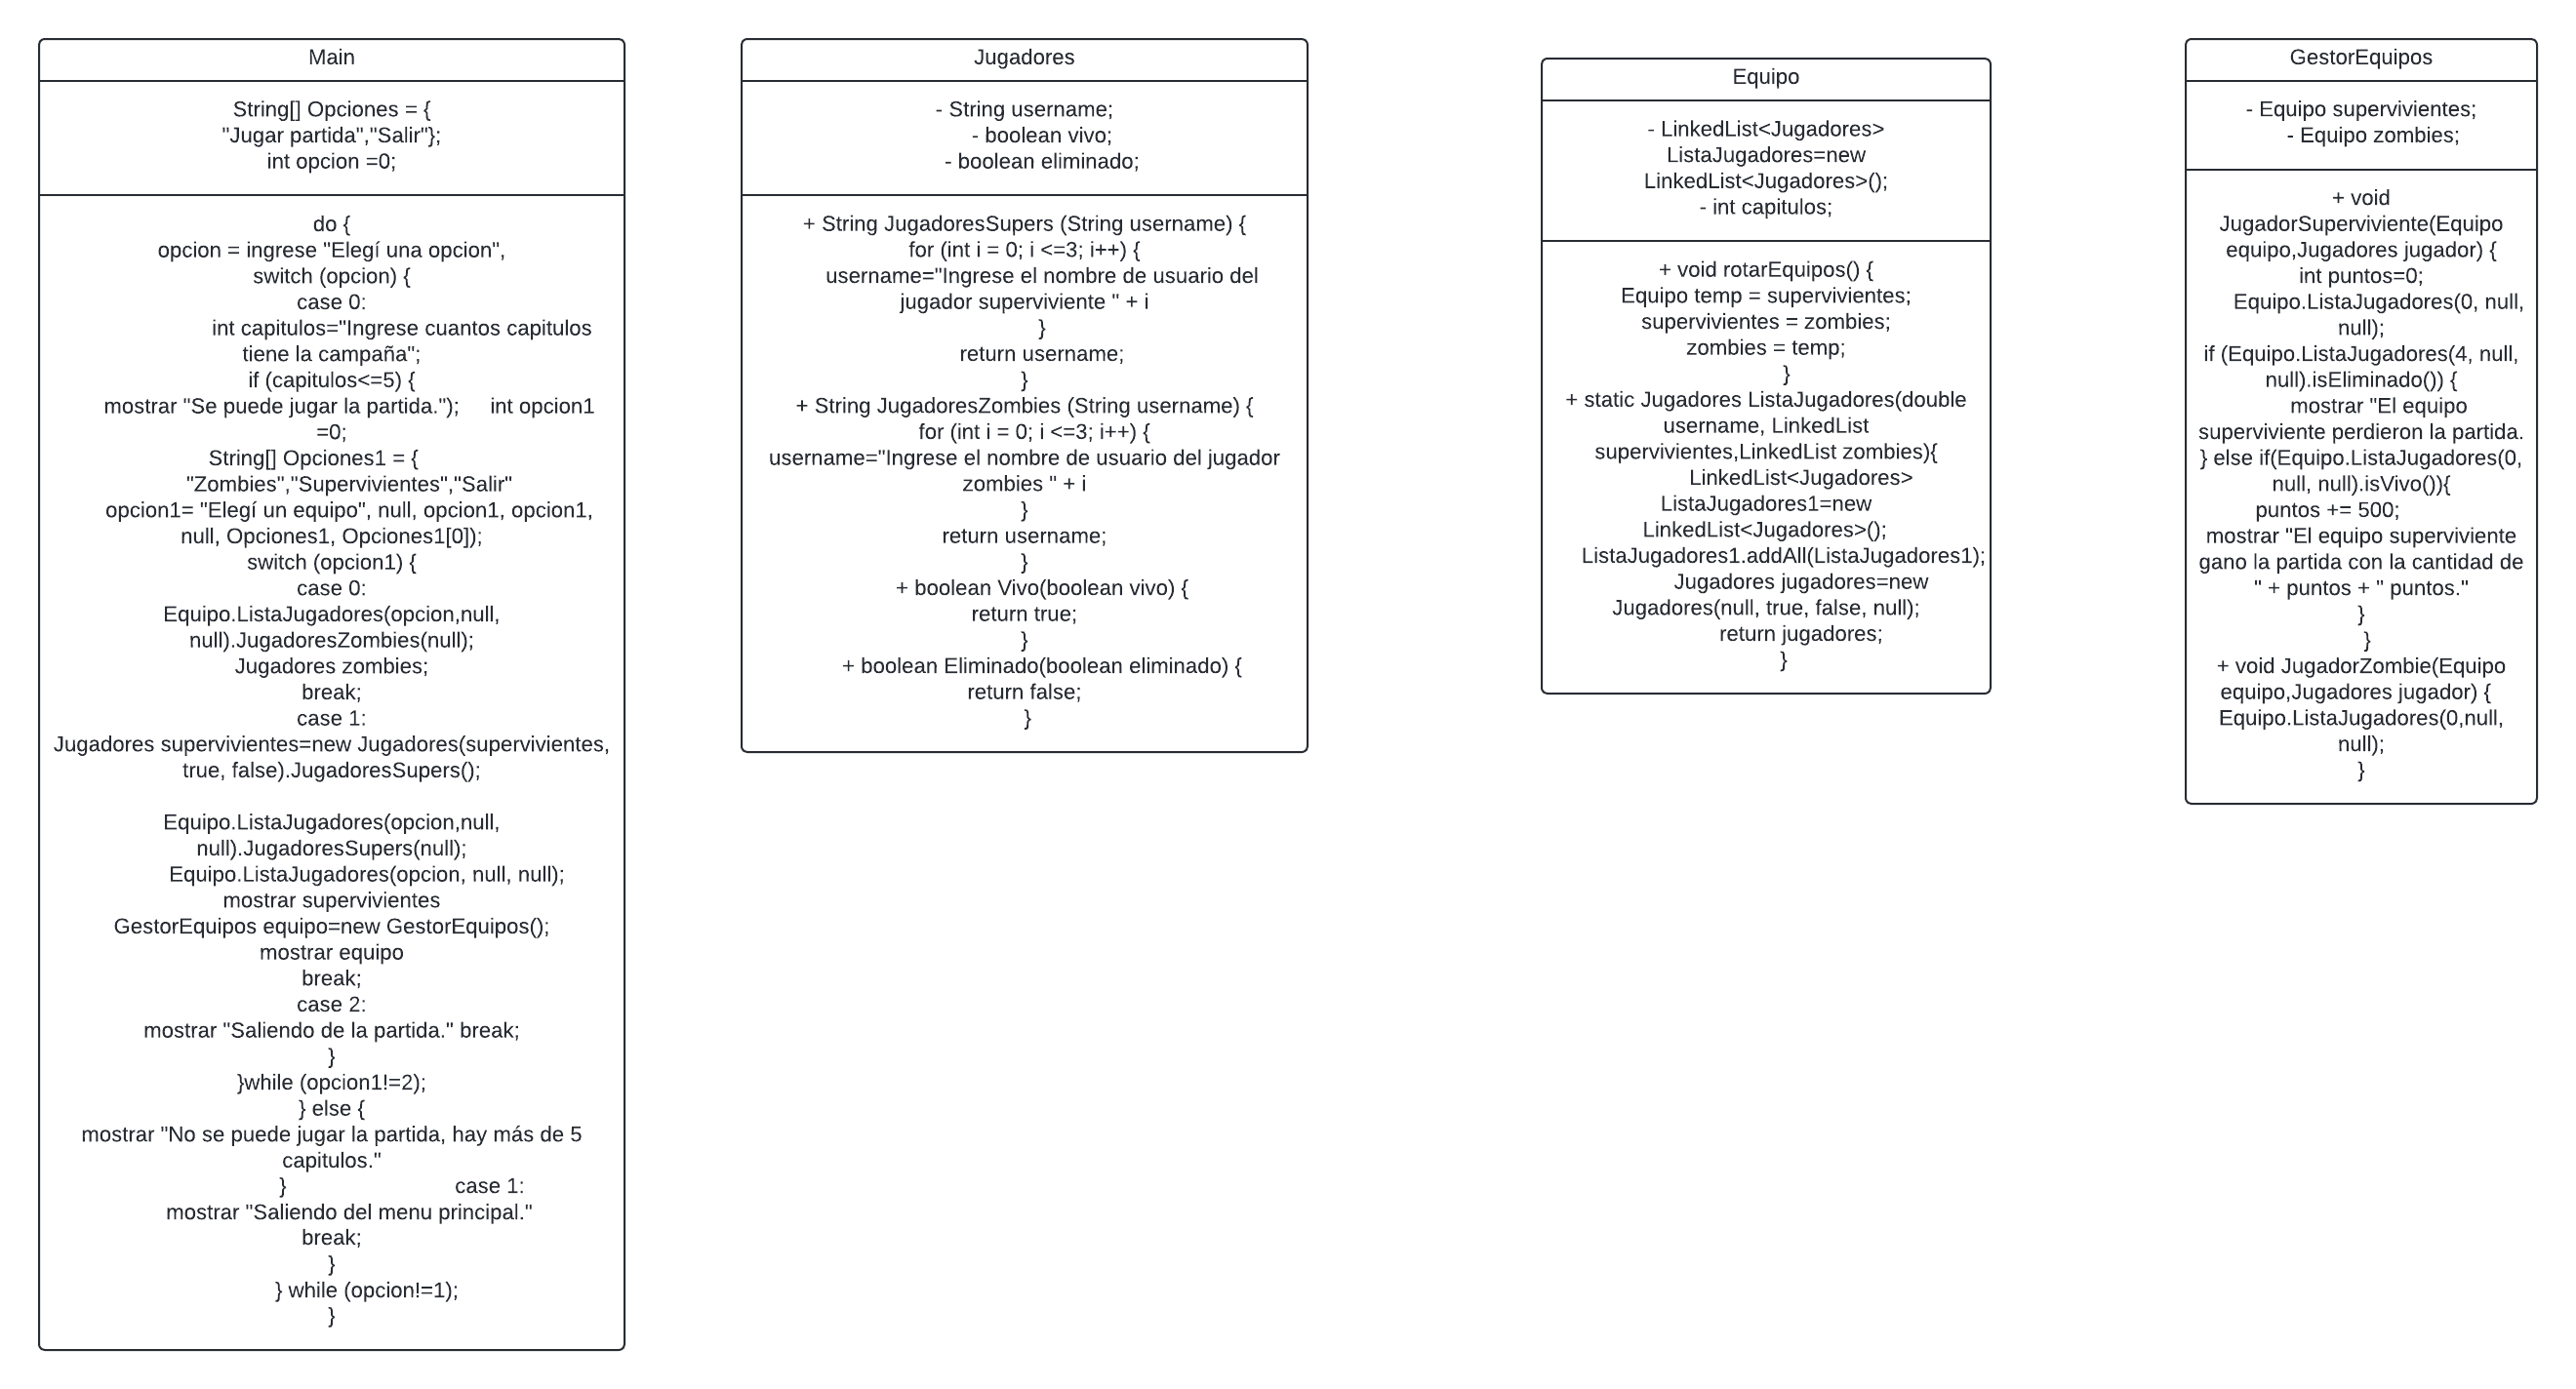 Main
String[] Opciones = {
"Jugar partida","Salir"};
int opcion =0;
do {
opcion = ingrese "Elegí una opcion",
switch (opcion) {
case 0:
int capitulos="Ingrese cuantos capitulos
tiene la campaña";
if (capitulos<=5) {
mostrar "Se puede jugar la partida."); int opcion1
=0;
String[] Opciones1 = {
"Zombies","Supervivientes","Salir"
opcion1= "Elegí un equipo", null, opcion1, opcion1,
null, Opciones1, Opciones1[0]);
switch (opcion1) {
case 0:
Equipo.ListaJugadores(opcion,null,
null).JugadoresZombies(null);
Jugadores zombies;
break;
case 1:
Jugadores supervivientes=new Jugadores(supervivientes,
true, false).JugadoresSupers();
Equipo.ListaJugadores(opcion,null,
null).JugadoresSupers(null);
Equipo.ListaJugadores(opcion, null, null);
mostrar supervivientes
GestorEquipos equipo=new GestorEquipos();
mostrar equipo
break;
case 2:
mostrar "Saliendo de la partida." break;
}
}while (opcion1!=2);
} else {
mostrar "No se puede jugar la partida, hay más de 5
capitulos."
} case 1:
mostrar "Saliendo del menu principal."
break;
}
} while (opcion!=1);
}
Jugadores
- String username;
- boolean vivo;
- boolean eliminado;
+ String JugadoresSupers (String username) {
for (int i = 0; i <=3; i++) {
username="Ingrese el nombre de usuario del
jugador superviviente " + i
}
return username;
}
+ String JugadoresZombies (String username) {
for (int i = 0; i <=3; i++) {
username="Ingrese el nombre de usuario del jugador
zombies " + i
}
return username;
}
+ boolean Vivo(boolean vivo) {
return true;
}
+ boolean Eliminado(boolean eliminado) {
return false;
}
Equipo
- LinkedList<Jugadores>
ListaJugadores=new
LinkedList<Jugadores>();
- int capitulos;
+ void rotarEquipos() {
Equipo temp = supervivientes;
supervivientes = zombies;
zombies = temp;
}
+ static Jugadores ListaJugadores(double
username, LinkedList
supervivientes,LinkedList zombies){
LinkedList<Jugadores>
ListaJugadores1=new
LinkedList<Jugadores>();
ListaJugadores1.addAll(ListaJugadores1);
Jugadores jugadores=new
Jugadores(null, true, false, null);
return jugadores;
}
GestorEquipos
- Equipo supervivientes;
- Equipo zombies;
+ void
JugadorSuperviviente(Equipo
equipo,Jugadores jugador) {
int puntos=0;
Equipo.ListaJugadores(0, null,
null);
if (Equipo.ListaJugadores(4, null,
null).isEliminado()) {
mostrar "El equipo
superviviente perdieron la partida.
} else if(Equipo.ListaJugadores(0,
null, null).isVivo()){
puntos += 500;
mostrar "El equipo superviviente
gano la partida con la cantidad de
" + puntos + " puntos."
}
}
+ void JugadorZombie(Equipo
equipo,Jugadores jugador) {
Equipo.ListaJugadores(0,null,
null);
}